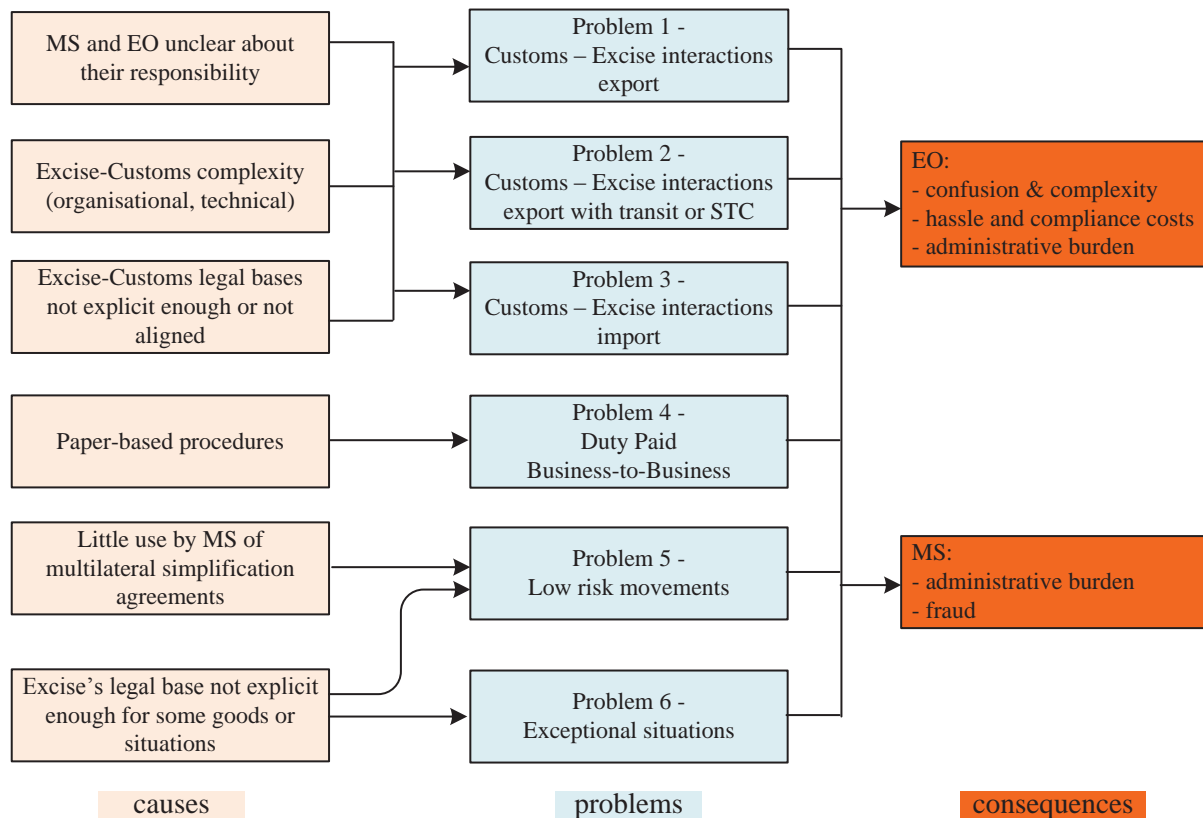 MS and EO unclear about
their responsibility
Excise-Customs complexity
(organisational, technical)
Excise-Customs legal bases
not explicit enough or not
aligned
Paper-based procedures
Little use by MS of
multilateral simplification
agreements
Excise’s legal base not explicit
enough for some goods or
situations
causes
Problem 1 -
Customs – Excise interactions
export
Problem 2 -
Customs – Excise interactions
export with transit or STC
Problem 3 -
Customs – Excise interactions
import
Problem 4 -
Duty Paid
Business-to-Business
Problem 5 -
Low risk movements
Problem 6 -
Exceptional situations
problems
EO:
- confusion & complexity
- hassle and compliance costs
- administrative burden
MS:
- administrative burden
- fraud
consequences